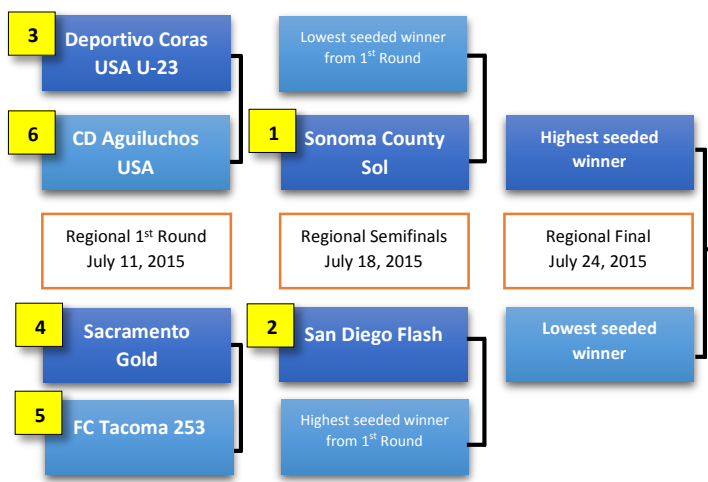 3
Deportivo Coras
USA U-23
6
CD Aguiluchos
USA
Regional 1st Round
July 11, 2015
4
Sacramento
Gold
5
FC Tacoma 253
Lowest seeded winner
from 1st Round
1
Sonoma County
Sol
Regional Semifinals
July 18, 2015
2
San Diego Flash
Highest seeded winner
from 1st Round
Highest seeded
winner
Regional Final
July 24, 2015
Lowest seeded
winner